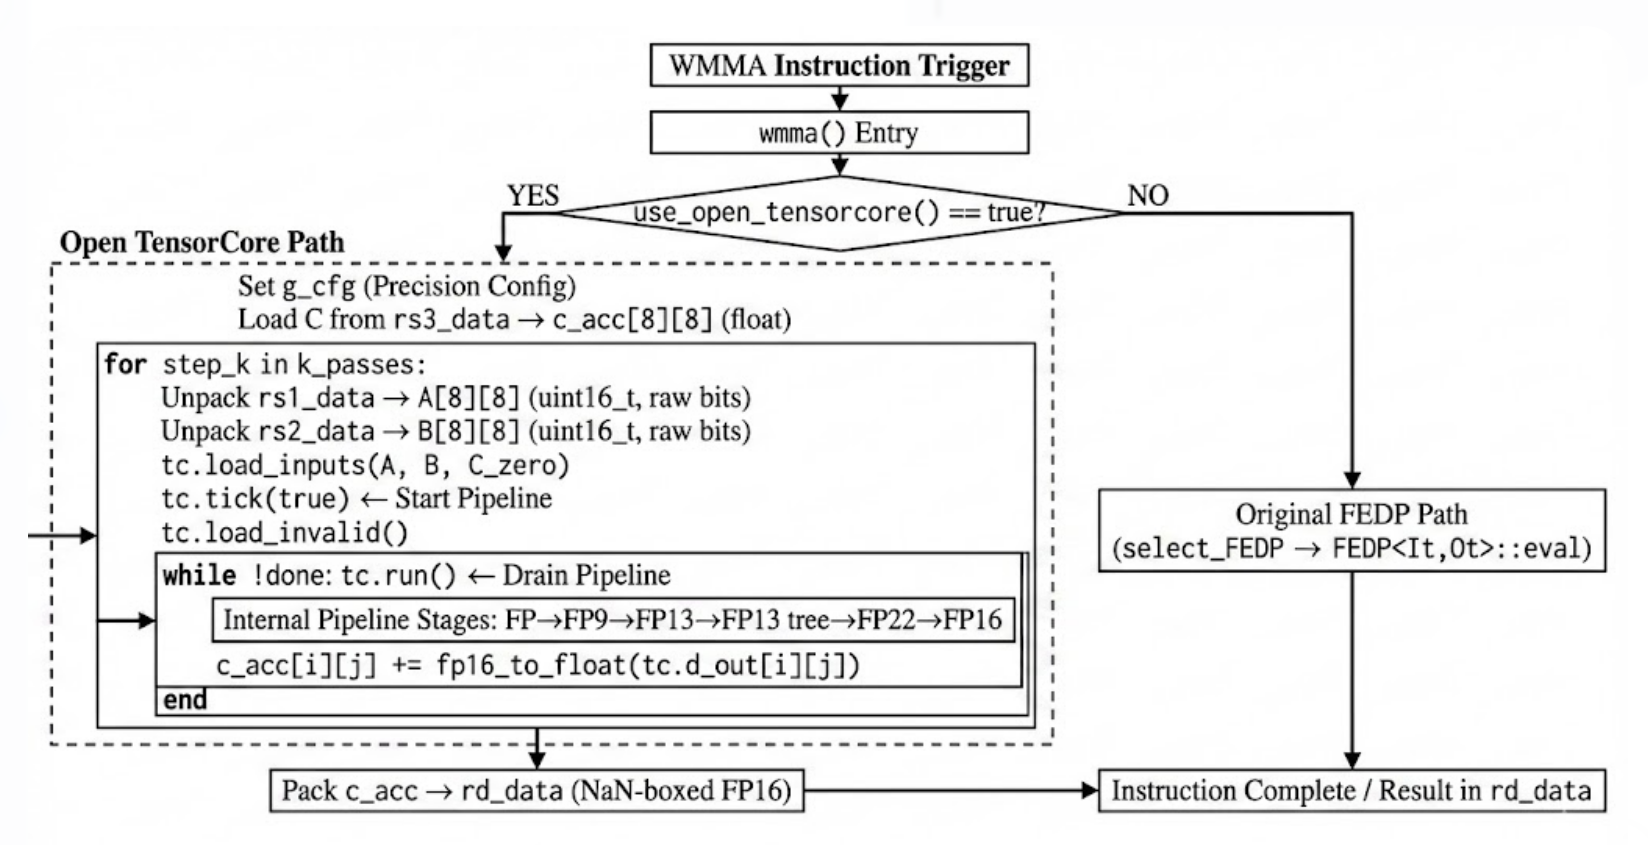 WMMA Instruction Trigger
wmma() Entry
YES
use_open_tensorcore() == true?
NO
Open TensorCore Path
Set g_cfg (Precision Config)
Load C from rs3_data → c_acc[8][8] (float)
for step_k in k_passes:
Unpack rs1_data → A[8][8] (uint16_t, raw bits)
Unpack rs2_data → B[8][8] (uint16_t, raw bits)
tc.load_inputs(A, B, C_zero)
tc.tick(true) ← Start Pipeline
tc.load_invalid()
while !done: tc.run() ← Drain Pipeline
Internal Pipeline Stages: FP→FP9→FP13→FP13 tree→FP22→FP16
c_acc[i][j] += fp16_to_float(tc.d_out[i][j])
end
Original FEDP Path
(select_FEDP → FEDP<It,Ot>::eval)
Pack c_acc → rd_data (NaN-boxed FP16)
Instruction Complete / Result in rd_data